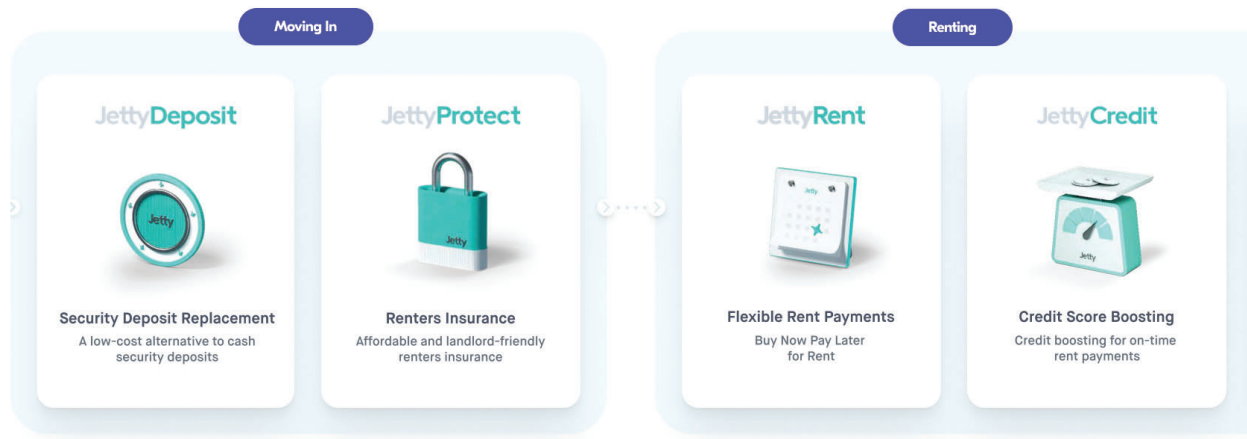 Moving In
JettyDeposit
Jetty
Security Deposit Replacement
A low-cost alternative to cash
security deposits
JettyProtect
Jetty
Renters Insurance
Affordable and landlord-friendly
renters insurance
Renting
JettyRent
Jetty
Flexible Rent Payments
Buy Now Pay Later
for Rent
JettyCredit
Jetty
Credit Score Boosting
Credit boosting for on-time
rent payments